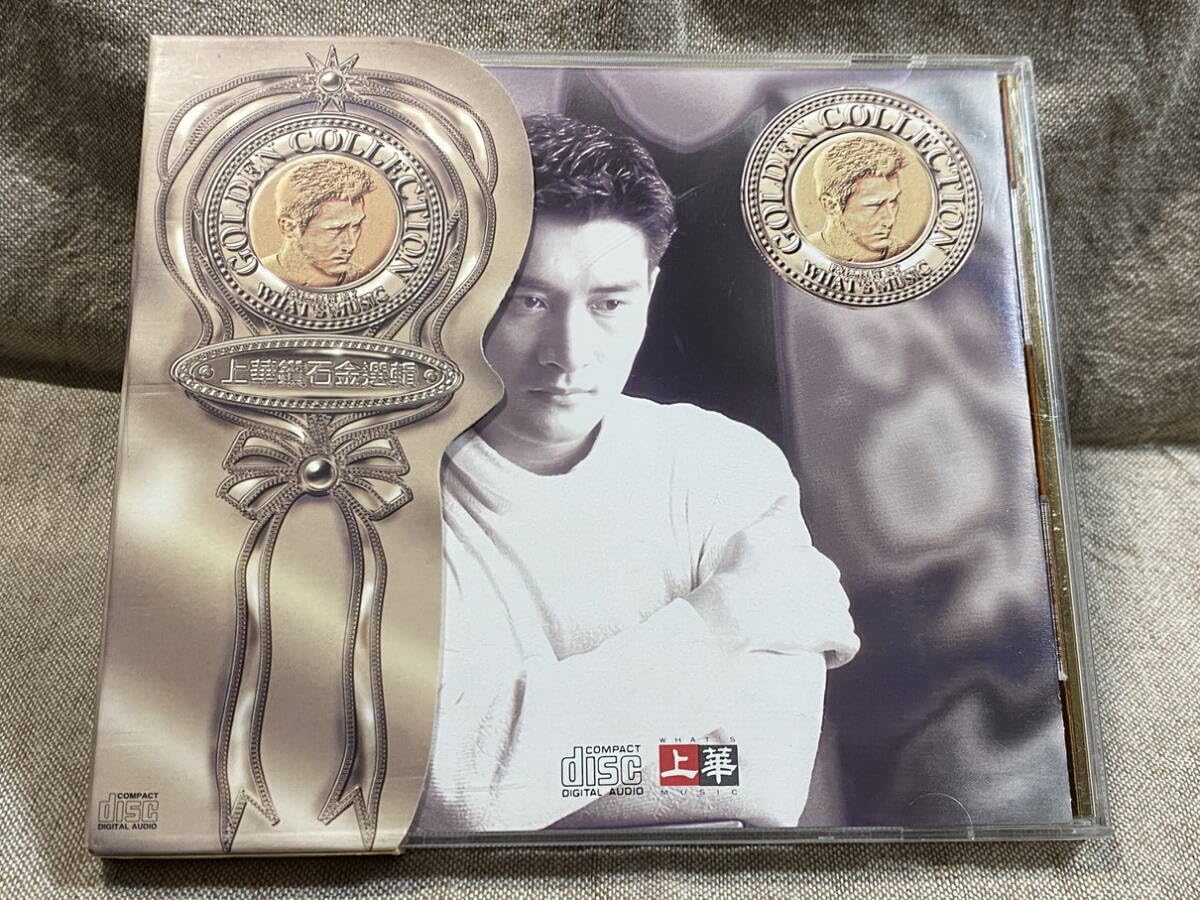 GOLDEN COLLECTION
WHAT'S MUSIC
上華鑽石金選輯
COMPACT
disc
DIGITAL AUDIO
GOLDEN COLLECTION
WHAT'S MUSIC
COMPACT
disc
DIGITAL AUDIO
WHAT'S
上華
MUSIC